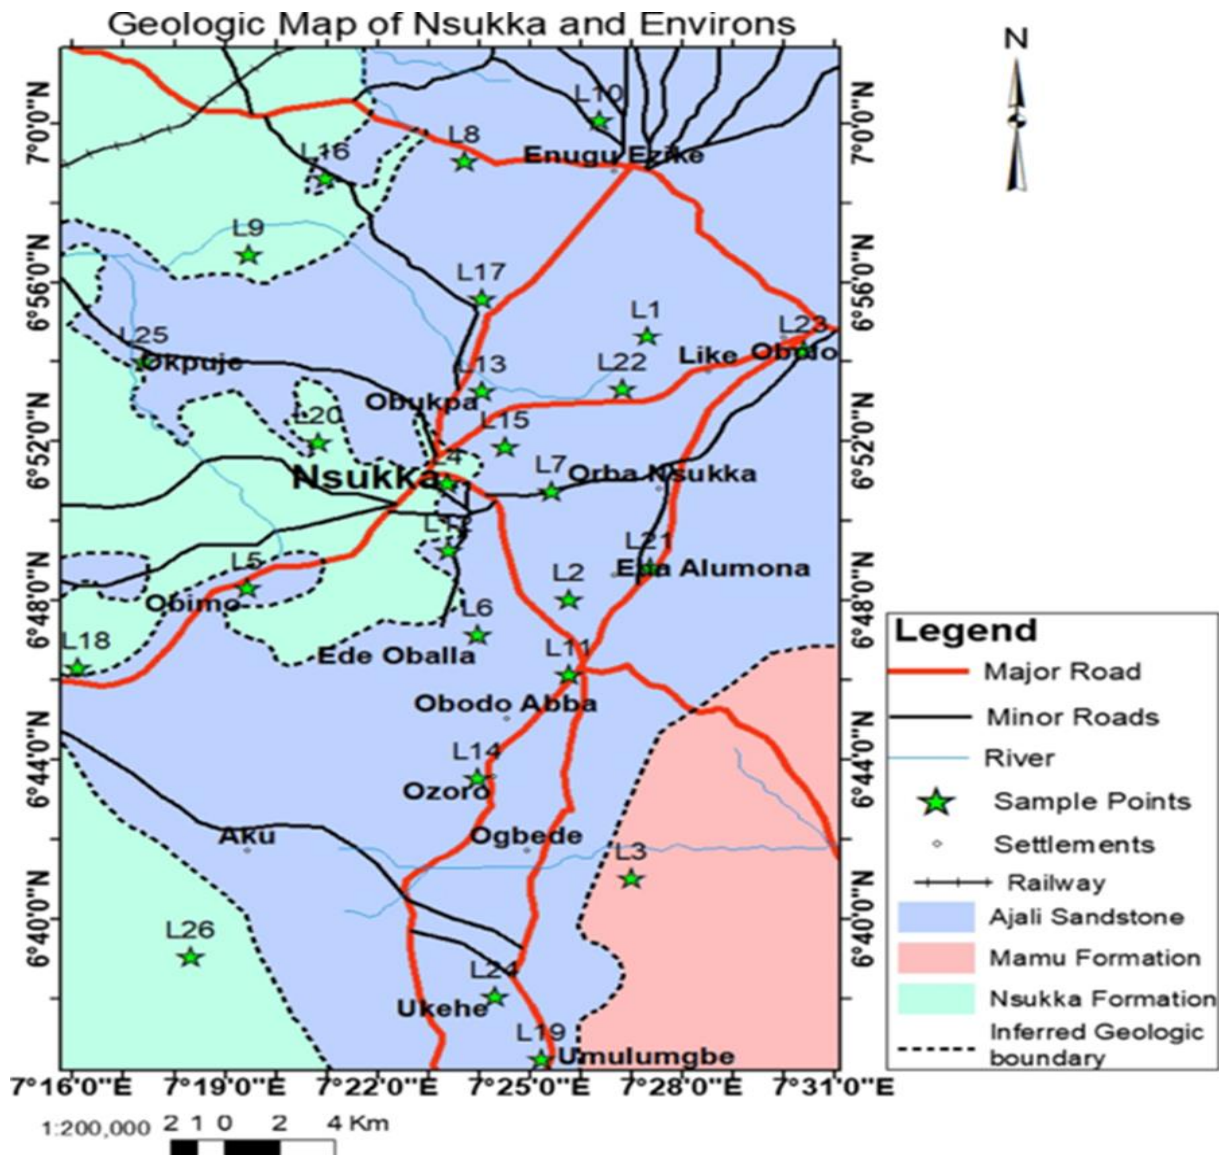 Geologic Map of Nsukka and Environs
N
7°0'0"N
6°56'0"N
6°52'0"N
6°48'0"N
6°44'0"N
6°40'0"N
7°0'0"N
6°56'0"N
6°52'0"N
6°48'0"N
6°44'0"N
6°40'0"N
L10
L8
Enugu Ezike
L16
L9
L17
L1
L23
L25
Okpuje
L13
L22
Like
Obolo
Obukpa
L20
L15
L4
Nsukka
L7
Orba Nsukka
L12
L21
Eha Alumona
L5
L2
Obimo
L6
L18
Ede Oballa
L11
Obodo Abba
L14
Ozoro
Aku
Ogbede
L3
L26
L24
Ukehe
L19
Umulumgbe
7°16'0"E
7°19'0"E
7°22'0"E
7°25'0"E
7°28'0"E
7°31'0"E
1:200,000
2 1 0 2 4 Km
Legend
Major Road
Minor Roads
River
Sample Points
Settlements
Railway
Ajali Sandstone
Mamu Formation
Nsukka Formation
Inferred Geologic
boundary